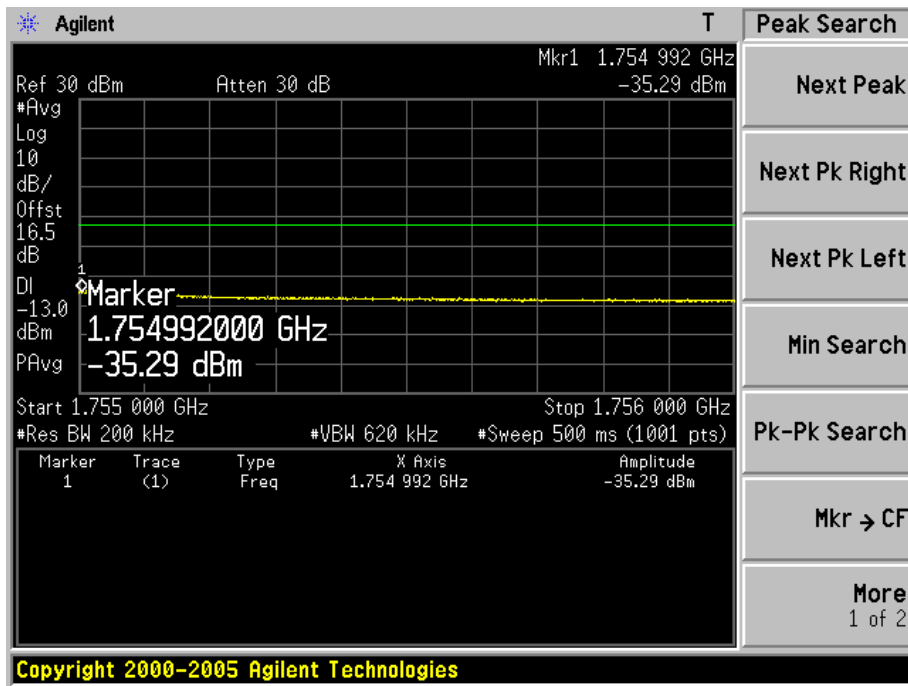 Agilent T Peak Search
Mkr1 1.754 992 GHz
Ref 30 dBm Atten 30 dB -35.29 dBm
#Avg
Log
10
dB/
Offst
16.5
dB
DI
-13.0
dBm
PAvg
1
Marker
1.754992000 GHz
-35.29 dBm
Start 1.755 000 GHz Stop 1.756 000 GHz
#Res BW 200 kHz #VBW 620 kHz #Sweep 500 ms (1001 pts)
Marker Trace Type X Axis Amplitude
1 (1) Freq 1.754 992 GHz -35.29 dBm
Next Peak
Next Pk Right
Next Pk Left
Min Search
Pk-Pk Search
Mkr → CF
More
1 of 2
Copyright 2000-2005 Agilent Technologies